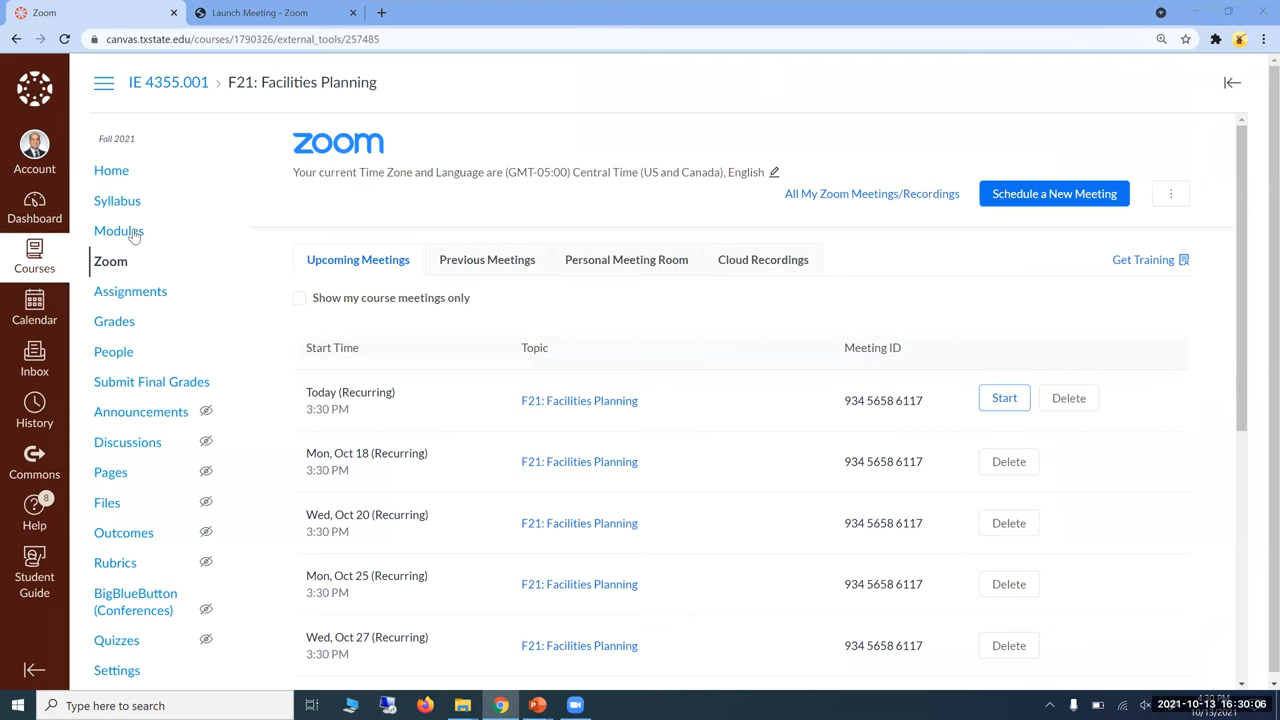 Zoom
Launch Meeting - Zoom
canvas.txstate.edu/courses/1790326/external_tools/257485
IE 4355.001 › F21: Facilities Planning
Account
Dashboard
Courses
Calendar
Inbox
History
Commons
8
Help
Student
Guide
Fall 2021
Home
Syllabus
Modules
Zoom
Assignments
Grades
People
Submit Final Grades
Announcements
Discussions
Pages
Files
Outcomes
Rubrics
BigBlueButton
(Conferences)
Quizzes
Settings
zoom
Your current Time Zone and Language are (GMT-05:00) Central Time (US and Canada), English
All My Zoom Meetings/Recordings
Schedule a New Meeting
Upcoming Meetings Previous Meetings Personal Meeting Room Cloud Recordings Get Training
Show my course meetings only
Start Time Topic Meeting ID
Today (Recurring)
3:30 PM
F21: Facilities Planning 934 5658 6117 Start Delete
Mon, Oct 18 (Recurring)
3:30 PM
F21: Facilities Planning 934 5658 6117 Delete
Wed, Oct 20 (Recurring)
3:30 PM
F21: Facilities Planning 934 5658 6117 Delete
Mon, Oct 25 (Recurring)
3:30 PM
F21: Facilities Planning 934 5658 6117 Delete
Wed, Oct 27 (Recurring)
3:30 PM
F21: Facilities Planning 934 5658 6117 Delete
Type here to search
4:30 PM
2021-10-13 16:30:06
10/13/2021